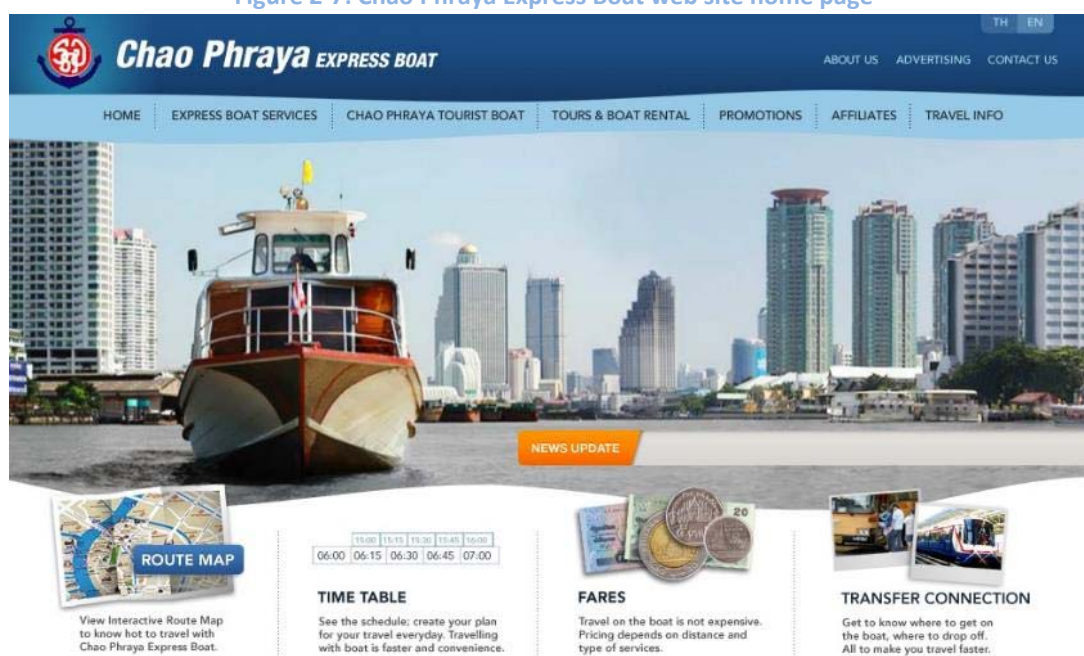 Figure 2-7: Chao Phraya Express Boat web site home page
TH EN
Chao Phraya EXPRESS BOAT
ABOUT US ADVERTISING CONTACT US
HOME EXPRESS BOAT SERVICES CHAO PHRAYA TOURIST BOAT TOURS & BOAT RENTAL PROMOTIONS AFFILIATES TRAVEL INFO
NEWS UPDATE
ROUTE MAP
View Interactive Route Map
to know hot to travel with
Chao Phraya Express Boat.
15:00 15:15 15:30 15:45 16:00
06:00 06:15 06:30 06:45 07:00
TIME TABLE
See the schedule; create your plan
for your travel everyday. Travelling
with boat is faster and convenience.
20
FARES
Travel on the boat is not expensive.
Pricing depends on distance and
type of services.
TRANSFER CONNECTION
Get to know where to get on
the boat, where to drop off.
All to make you travel faster.